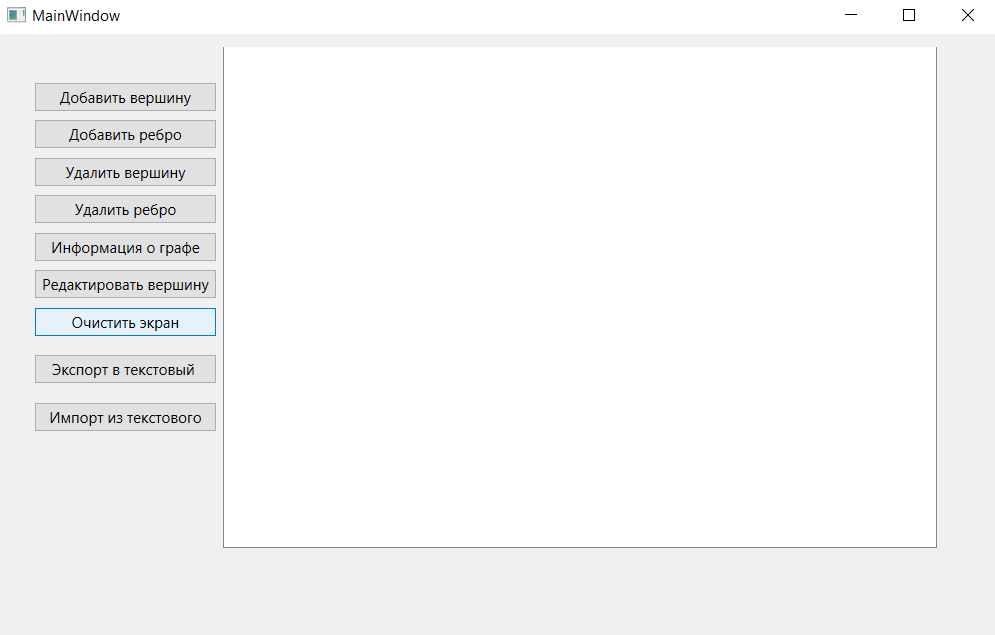 MainWindow
Добавить вершину
Добавить ребро
Удалить вершину
Удалить ребро
Информация о графе
Редактировать вершину
Очистить экран
Экспорт в текстовый
Импорт из текстового